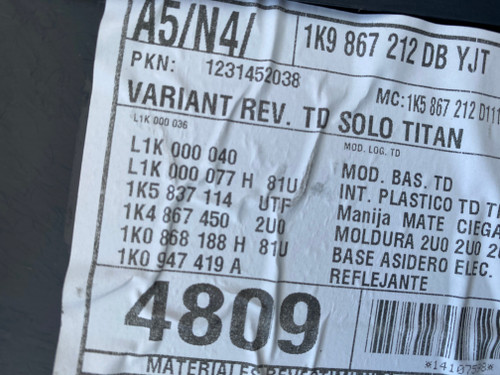 A5/N4/
1K9 867 212 DB YJT
PKN: 1231452038
MC: 1K5 867 212 D111
VARIANT REV. TD SOLO TITAN
L1K 000 036
MOD. LOG. TD
L1K 000 040
MOD. BAS. TD
L1K 000 077 H 81U
INT. PLASTICO TD
1K5 837 114 UTF
Manija MATE CIEGA
1K4 867 450 2U0
MOLDURA 2U0 2U0
1K0 868 188 H 81U
BASE ASIDERO ELEC.
1K0 947 419 A
REFLEJANTE
4809
MATERIALES